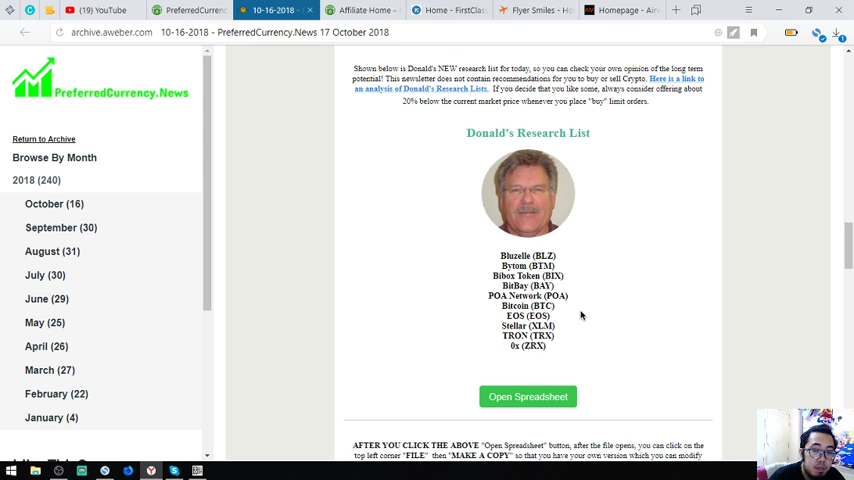 (19) YouTube
PreferredCurrenc
10-16-2018 -
Affiliate Home –
Home - FirstClass
Flyer Smiles - Ho
Homepage - Aire
archive.aweber.com
10-16-2018 - PreferredCurrency.News 17 October 2018
PreferredCurrency.News
Return to Archive
Browse By Month
2018 (240)
October (16)
September (30)
August (31)
July (30)
June (29)
May (25)
April (26)
March (27)
February (22)
January (4)
Shown below is Donald's NEW research list for today, so you can check your own opinion of the long term
potential! This newsletter does not contain recommendations for you to buy or sell Crypto. Here is a link to
an analysis of Donald's Research Lists. If you decide that you like some, always consider offering about
20% below the current market price whenever you place "buy" limit orders.
Donald's Research List
Bluzelle (BLZ)
Bytom (BTM)
Bibox Token (BIX)
BitBay (BAY)
POA Network (POA)
Bitcoin (BTC)
EOS (EOS)
Stellar (XLM)
TRON (TRX)
0x (ZRX)
Open Spreadsheet
AFTER YOU CLICK THE ABOVE "Open Spreadsheet" button, after the file opens, you can click on the
top left corner "FILE" then "MAKE A COPY" so that you have your own version which you can modify